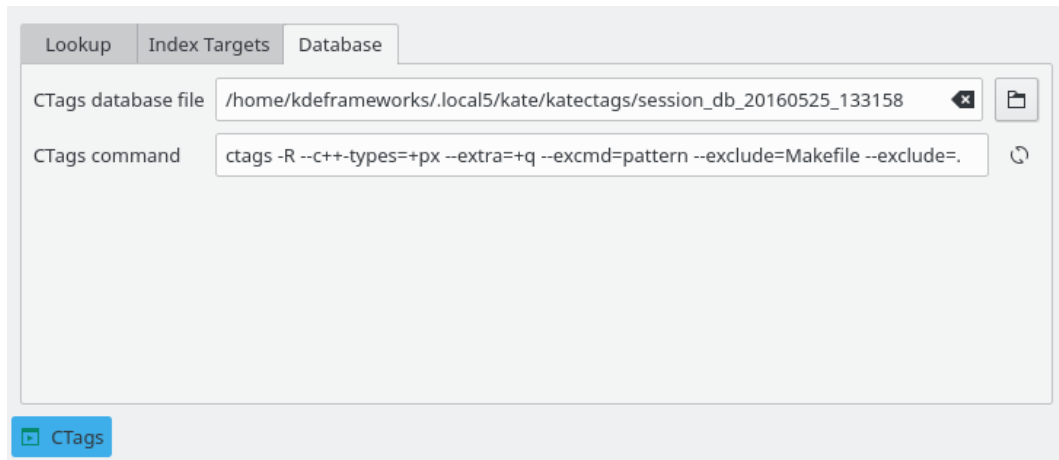 Lookup Index Targets Database
CTags database file /home/kdeframeworks/.local5/kate/katectags/session_db_20160525_133158
CTags command ctags -R --c++-types=+px --extra=+q --excmd=pattern --exclude=Makefile --exclude=.
CTags